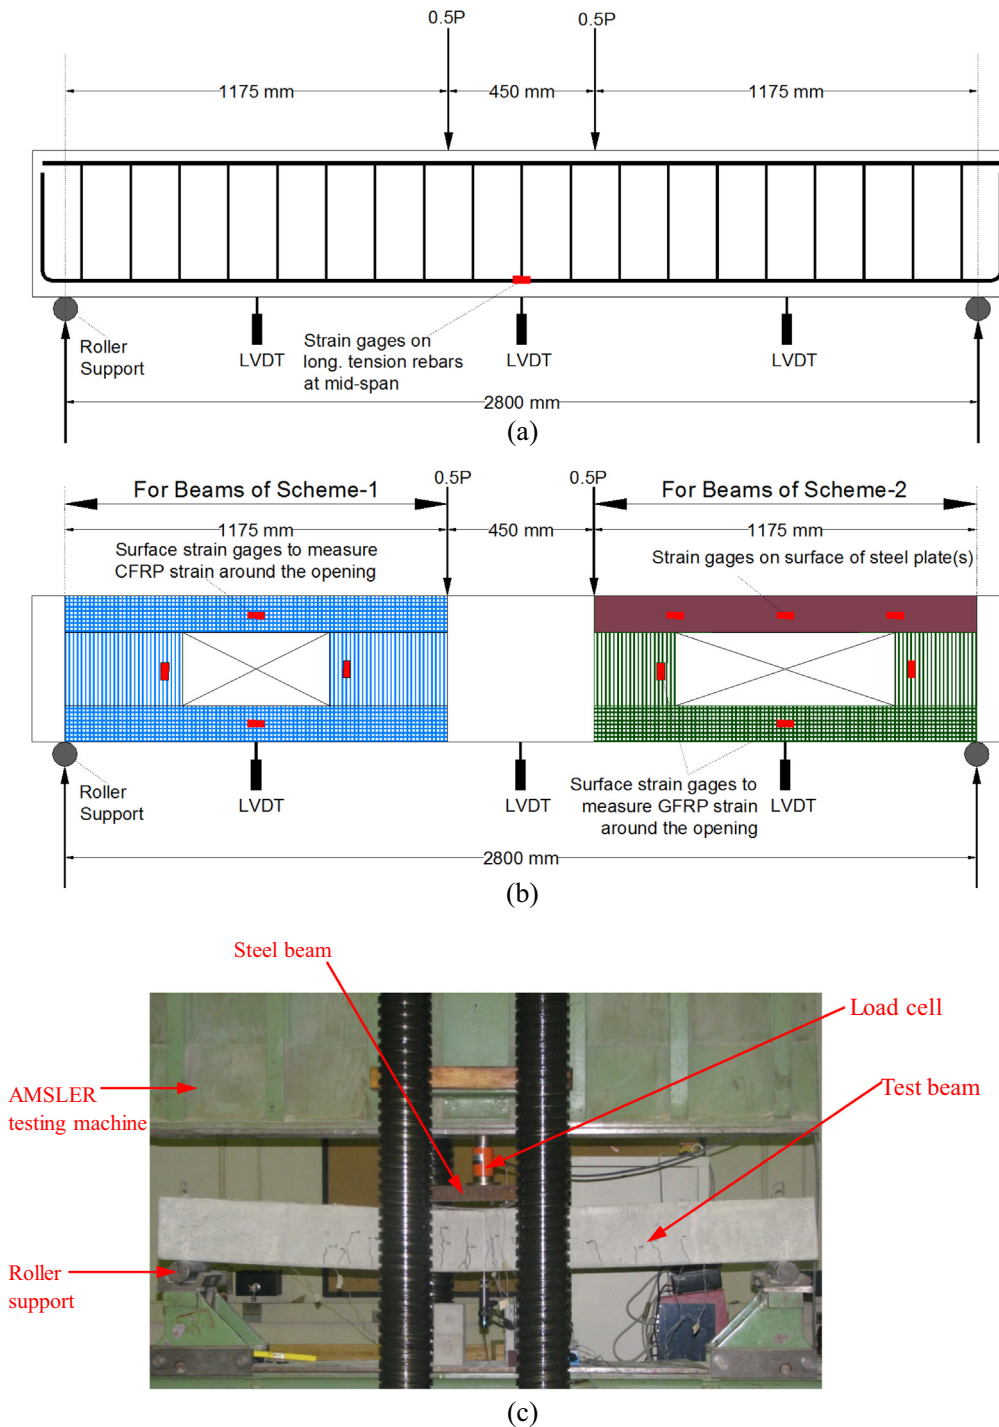 0.5P 0.5P
1175 mm 450 mm 1175 mm
Roller
Support
LVDT
Strain gages on
long. tension rebars
at mid-span
LVDT
LVDT
2800 mm
(a)
0.5P 0.5P
For Beams of Scheme-1
For Beams of Scheme-2
1175 mm 450 mm 1175 mm
Surface strain gages to measure
CFRP strain around the opening
Strain gages on surface of steel plate(s)
Roller
Support
LVDT
LVDT
Surface strain gages to
measure GFRP strain
around the opening
LVDT
2800 mm
(b)
Steel beam
Load cell
AMSLER
testing machine
Test beam
Roller
support
(c)